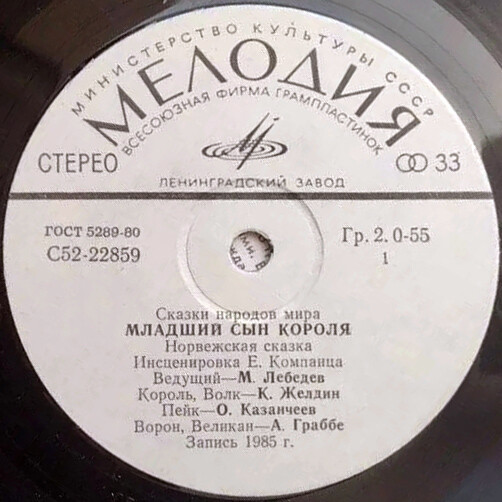 МИНИСТЕРСТВО КУЛЬТУРЫ СССР
МЕЛОДИЯ
ВСЕСОЮЗНАЯ ФИРМА ГРАМПЛАСТИНОК
СТЕРЕО
33
ЛЕНИНГРАДСКИЙ ЗАВОД
ГОСТ 5289-80
С52-22859
Гр. 2. 0-55
1
Сказки народов мира
МЛАДШИЙ СЫН КОРОЛЯ
Норвежская сказка
Инсценировка Е. Компанца
Ведущий—М. Лебедев
Король, Волк—К. Желдин
Пейк—О. Казанчеев
Ворон, Великан—А. Граббе
Запись 1985 г.